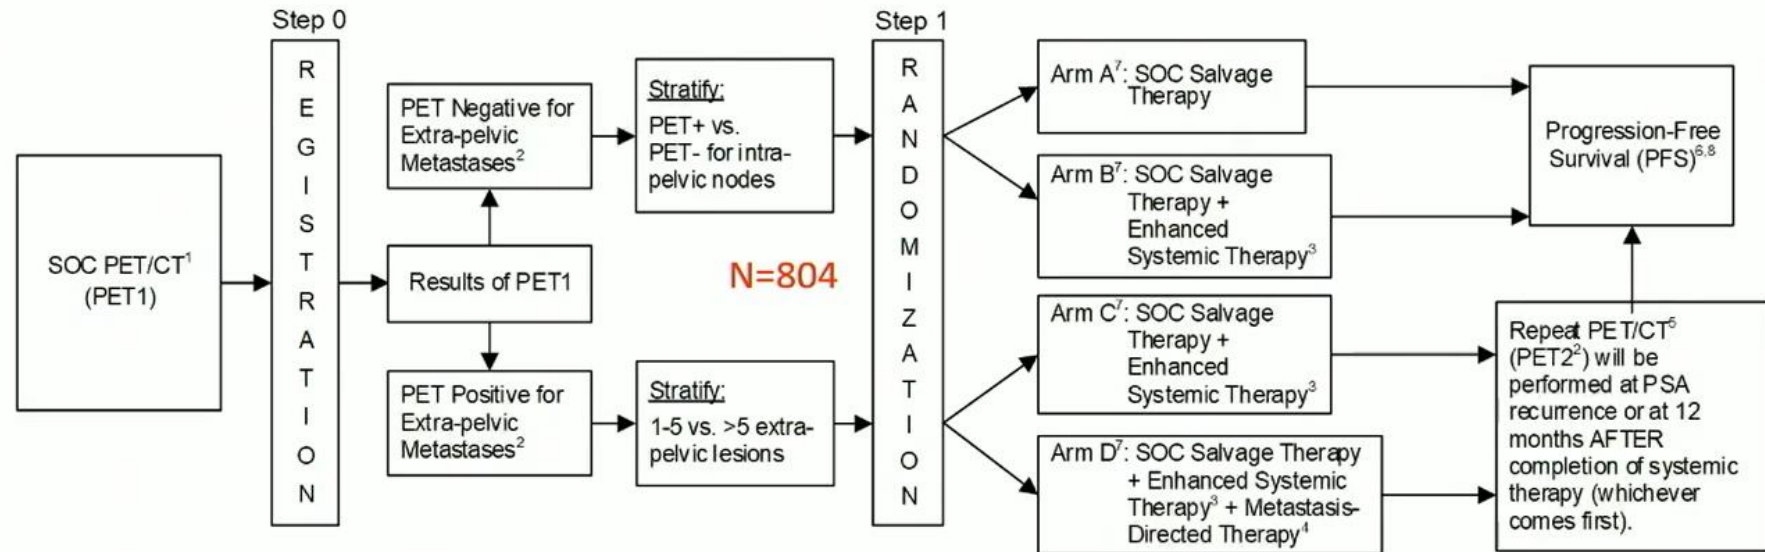 Step 0
Step 1
SOC PET/CT¹
(PET1)
REGISTRATION
PET Negative for
Extra-pelvic
Metastases²
Results of PET1
PET Positive for
Extra-pelvic
Metastases²
Stratify:
PET+ vs.
PET- for intra-
pelvic nodes
N=804
Stratify:
1-5 vs. >5 extra-
pelvic lesions
RANDOMIZATION
Arm A⁷: SOC Salvage
Therapy
Arm B⁷: SOC Salvage
Therapy +
Enhanced
Systemic Therapy³
Arm C⁷: SOC Salvage
Therapy +
Enhanced
Systemic Therapy³
Arm D⁷: SOC Salvage Therapy
+ Enhanced Systemic
Therapy³ + Metastasis-
Directed Therapy⁴
Progression-Free
Survival (PFS)⁶,⁸
Repeat PET/CT⁵
(PET2²) will be
performed at PSA
recurrence or at 12
months AFTER
completion of systemic
therapy (whichever
comes first).